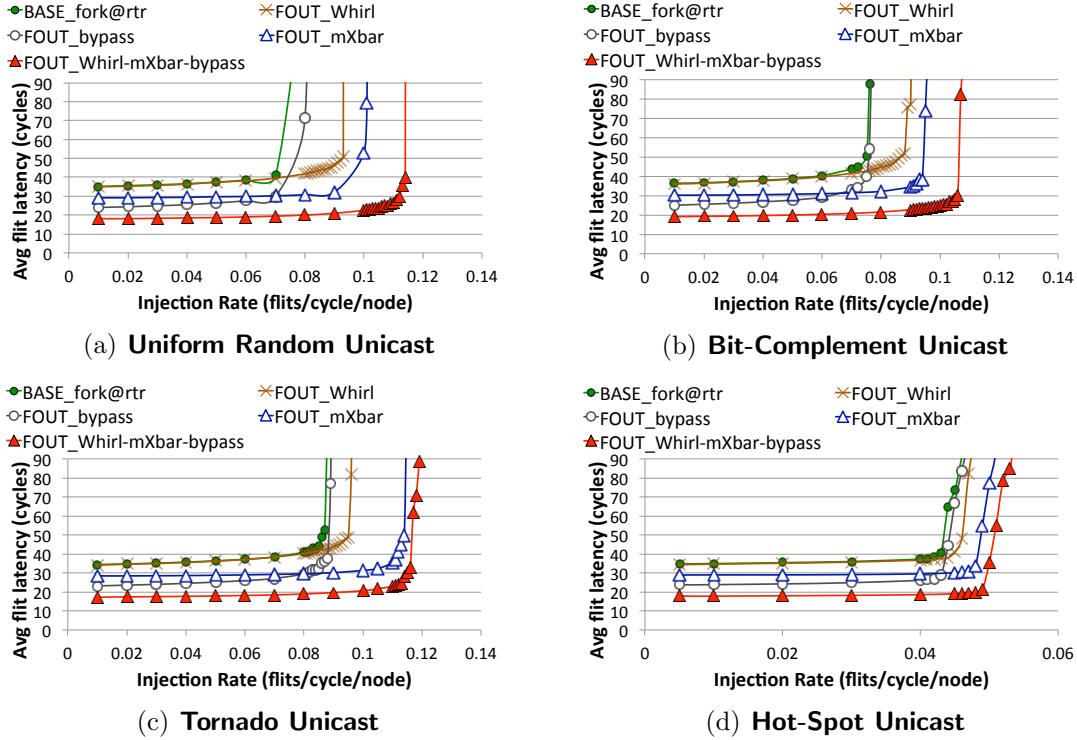 BASE_fork@rtr FOUT_Whirl
FOUT_bypass FOUT_mXbar
FOUT_Whirl-mXbar-bypass
Avg flit latency (cycles)
90
80
70
60
50
40
30
20
10
0
0 0.02 0.04 0.06 0.08 0.1 0.12 0.14
Injection Rate (flits/cycle/node)
(a) Uniform Random Unicast
BASE_fork@rtr FOUT_Whirl
FOUT_bypass FOUT_mXbar
FOUT_Whirl-mXbar-bypass
Avg flit latency (cycles)
90
80
70
60
50
40
30
20
10
0
0 0.02 0.04 0.06 0.08 0.1 0.12 0.14
Injection Rate (flits/cycle/node)
(b) Bit-Complement Unicast
BASE_fork@rtr FOUT_Whirl
FOUT_bypass FOUT_mXbar
FOUT_Whirl-mXbar-bypass
Avg flit latency (cycles)
90
80
70
60
50
40
30
20
10
0
0 0.02 0.04 0.06 0.08 0.1 0.12 0.14
Injection Rate (flits/cycle/node)
(c) Tornado Unicast
BASE_fork@rtr FOUT_Whirl
FOUT_bypass FOUT_mXbar
FOUT_Whirl-mXbar-bypass
Avg flit latency (cycles)
90
80
70
60
50
40
30
20
10
0
0 0.02 0.04 0.06
Injection Rate (flits/cycle/node)
(d) Hot-Spot Unicast